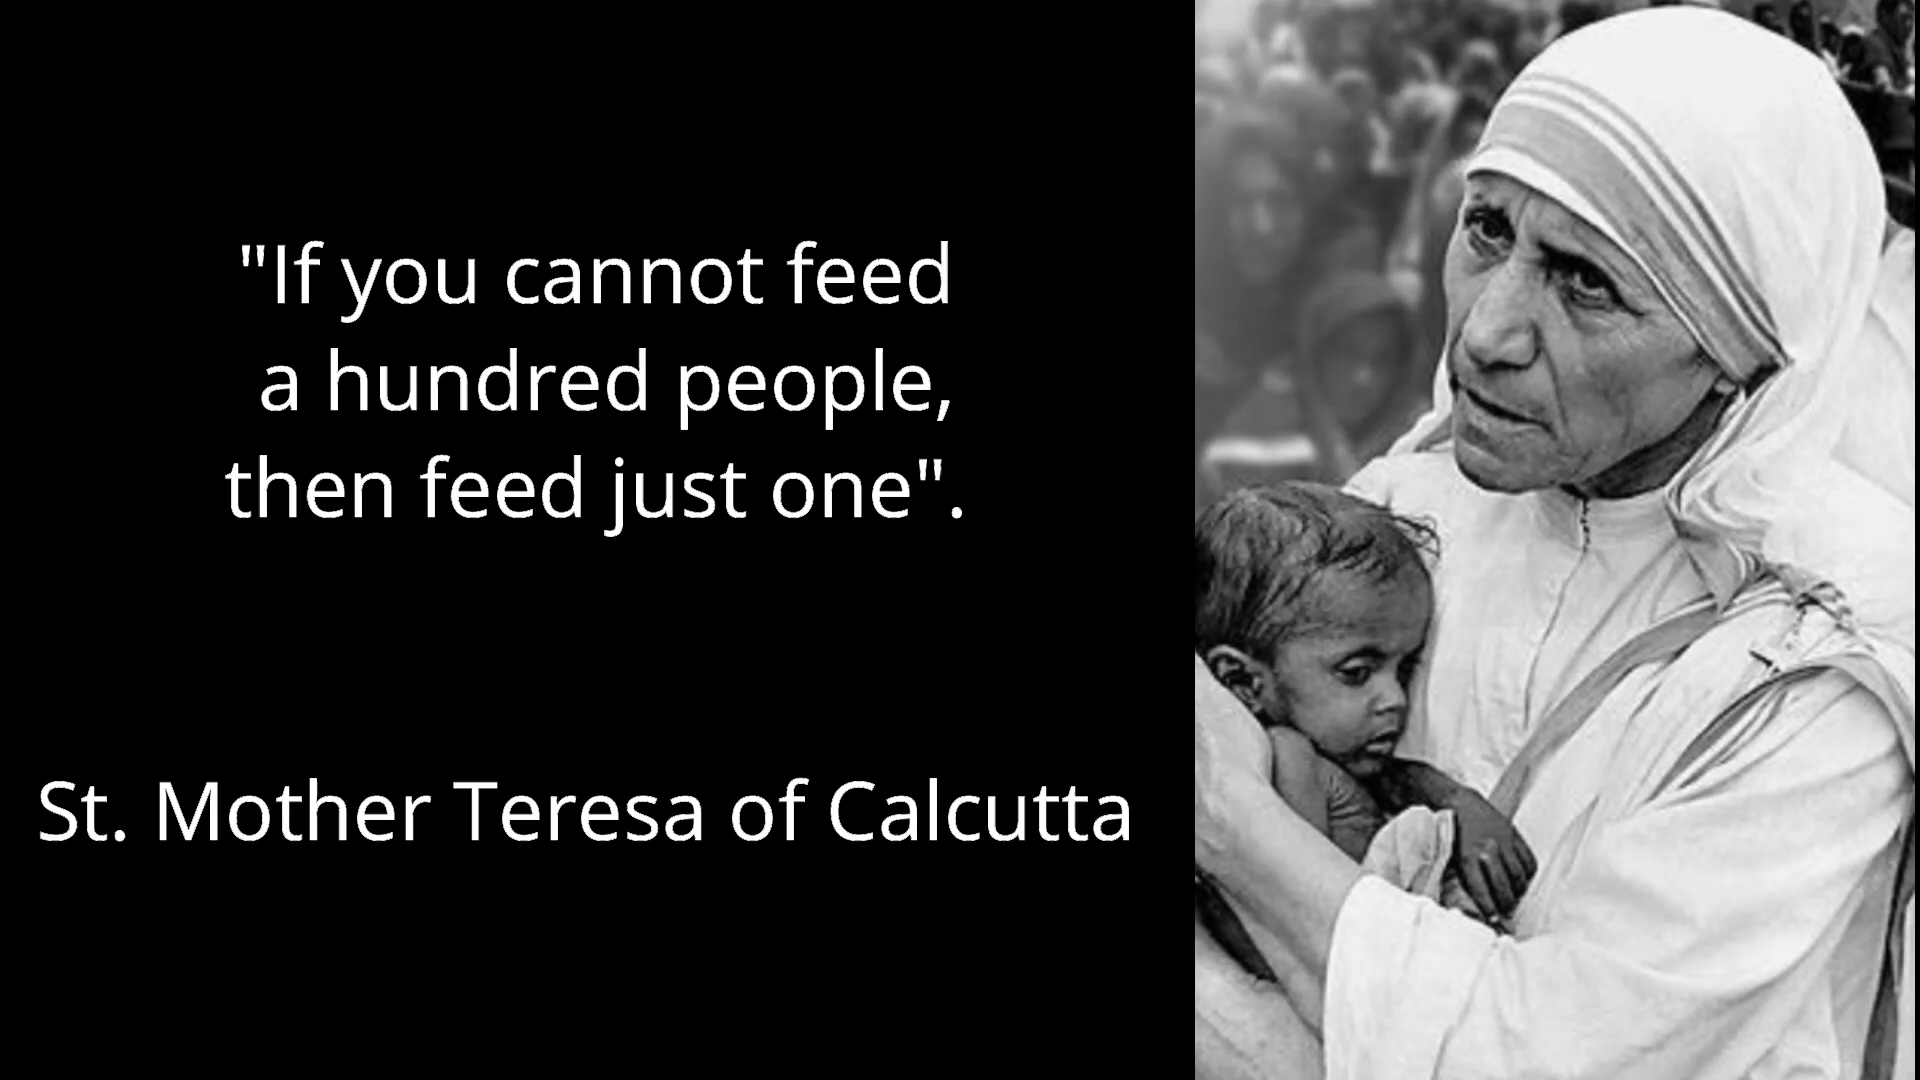 "If you cannot feed
a hundred people,
then feed just one".
St. Mother Teresa of Calcutta